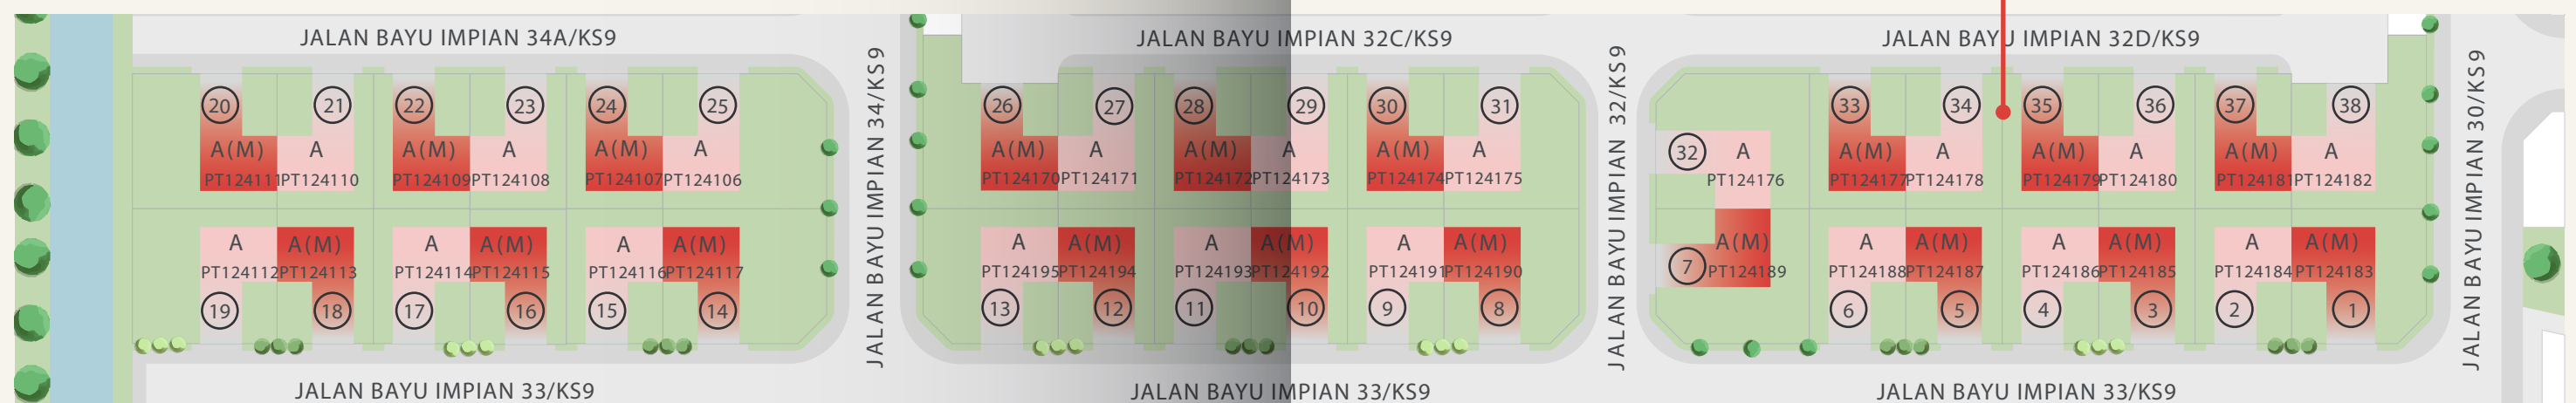 JALAN BAYU IMPIAN 34A/KS9
JALAN BAYU IMPIAN 32C/KS9
JALAN BAYU IMPIAN 32D/KS9
20 21 22 23 24 25
A(M) A A(M) A A(M) A
PT124111 PT124110 PT124109 PT124108 PT124107 PT124106
JALAN BAYU IMPIAN 34/KS9
26 27 28 29 30 31
A(M) A A(M) A A(M) A
PT124170 PT124171 PT124172 PT124173 PT124174 PT124175
JALAN BAYU IMPIAN 32/KS9
32 A
PT124176
33 34 35 36 37 38
A(M) A A(M) A A(M) A
PT124177 PT124178 PT124179 PT124180 PT124181 PT124182
JALAN BAYU IMPIAN 30/KS9
A A(M) A A(M) A A(M)
PT124112 PT124113 PT124114 PT124115 PT124116 PT124117
19 18 17 16 15 14
A A(M) A A(M) A A(M)
PT124195 PT124194 PT124193 PT124192 PT124191 PT124190
13 12 11 10 9 8
A(M)
7 PT124189
A A(M) A A(M) A A(M)
PT124188 PT124187 PT124186 PT124185 PT124184 PT124183
6 5 4 3 2 1
JALAN BAYU IMPIAN 33/KS9
JALAN BAYU IMPIAN 33/KS9
JALAN BAYU IMPIAN 33/KS9